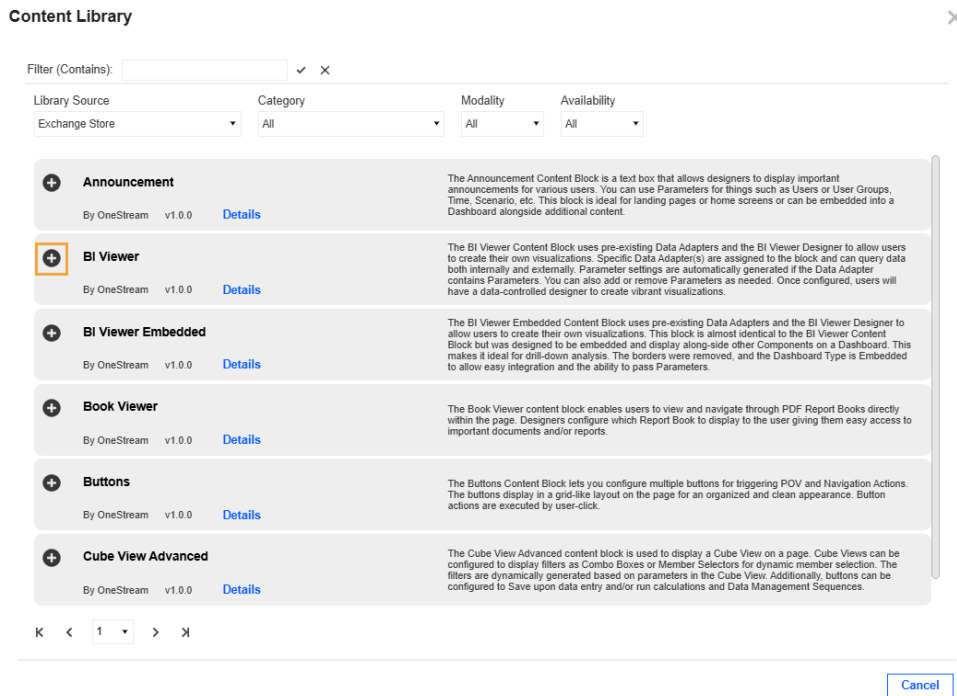 Content Library
Filter (Contains):
Library Source
Category
Modality
Availability
Exchange Store
All
All
All
Announcement
By OneStream v1.0.0 Details
The Announcement Content Block is a text box that allows designers to display important
announcements for various users. You can use Parameters for things such as Users or User Groups,
Time, Scenario, etc. This block is ideal for landing pages or home screens or can be embedded into a
Dashboard alongside additional content.
BI Viewer
By OneStream v1.0.0 Details
The BI Viewer Content Block uses pre-existing Data Adapters and the BI Viewer Designer to allow users
to create their own visualizations. Specific Data Adapter(s) are assigned to the block and can query data
both internally and externally. Parameter settings are automatically generated if the Data Adapter
contains Parameters. You can also add or remove Parameters as needed. Once configured, users will
have a data-controlled designer to create vibrant visualizations.
BI Viewer Embedded
By OneStream v1.0.0 Details
The BI Viewer Embedded Content Block uses pre-existing Data Adapters and the BI Viewer Designer to
allow users to create their own visualizations. This block is almost identical to the BI Viewer Content
Block but was designed to be embedded and display along-side other Components on a Dashboard. This
makes it ideal for drill-down analysis. The borders were removed, and the Dashboard Type is Embedded
to allow easy integration and the ability to pass Parameters.
Book Viewer
By OneStream v1.0.0 Details
The Book Viewer content block enables users to view and navigate through PDF Report Books directly
within the page. Designers configure which Report Book to display to the user giving them easy access to
important documents and/or reports.
Buttons
By OneStream v1.0.0 Details
The Buttons Content Block lets you configure multiple buttons for triggering POV and Navigation Actions.
The buttons display in a grid-like layout on the page for an organized and clean appearance. Button
actions are executed by user-click.
Cube View Advanced
By OneStream v1.0.0 Details
The Cube View Advanced content block is used to display a Cube View on a page. Cube Views can be
configured to display filters as Combo Boxes or Member Selectors for dynamic member selection. The
filters are dynamically generated based on parameters in the Cube View. Additionally, buttons can be
configured to Save upon data entry and/or run calculations and Data Management Sequences.
1
Cancel